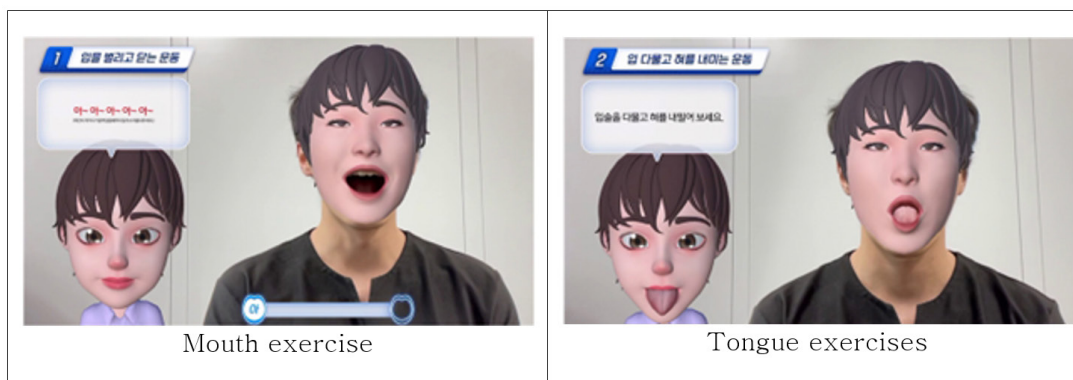 1 입을 벌리고 닫는 운동
아~ 아~ 아~ 아~ 아~
아
Mouth exercise
2 입 다물고 혀를 내미는 운동
입술을 다물고 혀를 내밀어 보세요.
Tongue exercises